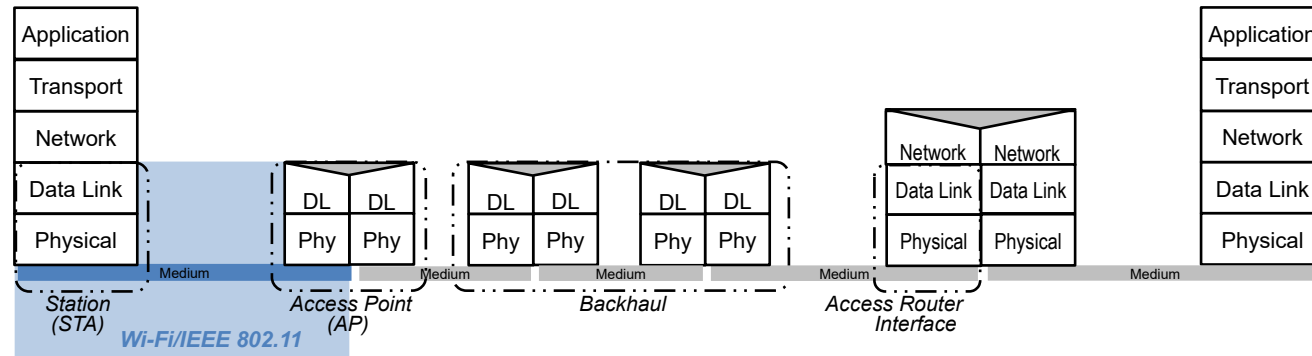 Application
Application
Transport
Transport
Network
Network Network
Network
Data Link
DL DL
DL DL
DL DL
Data Link Data Link
Data Link
Physical
Phy Phy
Phy Phy
Phy Phy
Physical Physical
Physical
Medium
Medium
Medium
Medium
Medium
Station
(STA)
Access Point
(AP)
Backhaul
Access Router
Interface
Wi-Fi/IEEE 802.11